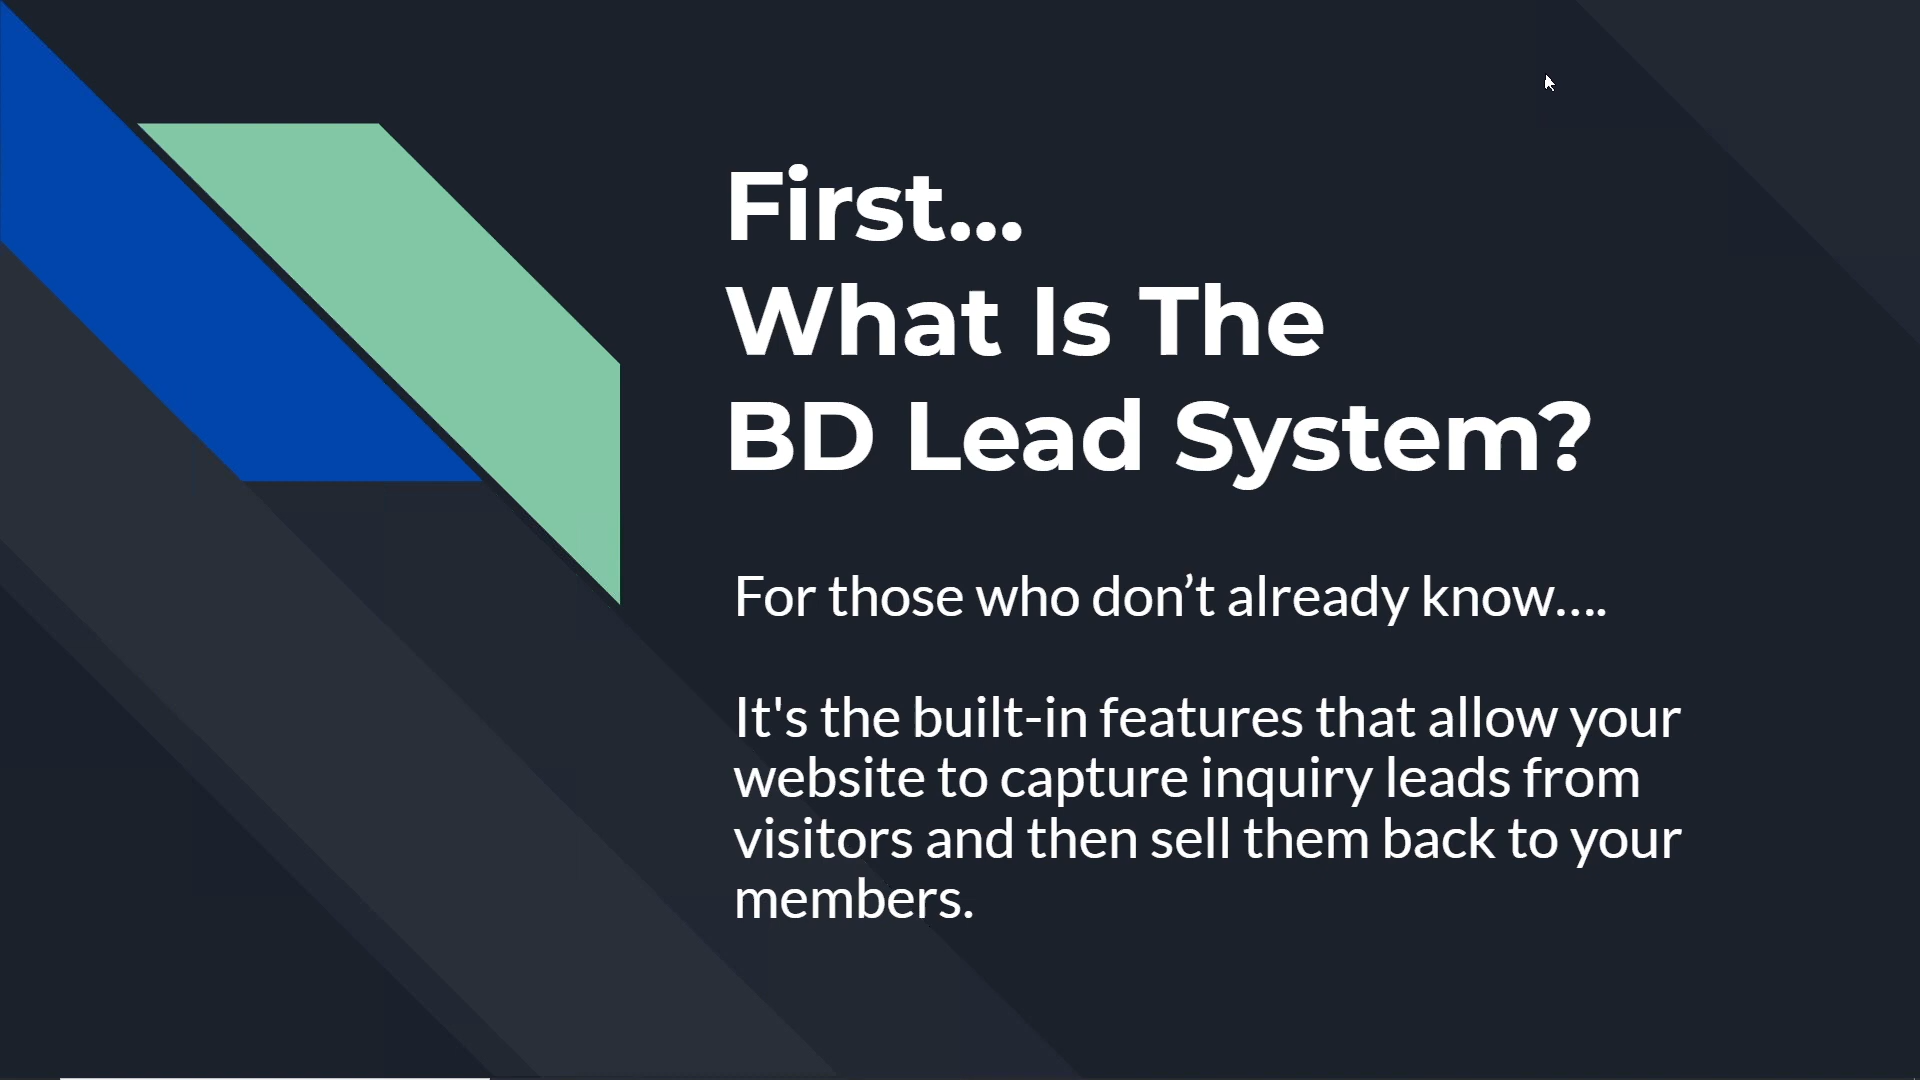 First...
What Is The
BD Lead System?
For those who don’t already know….
It's the built-in features that allow your
website to capture inquiry leads from
visitors and then sell them back to your
members.